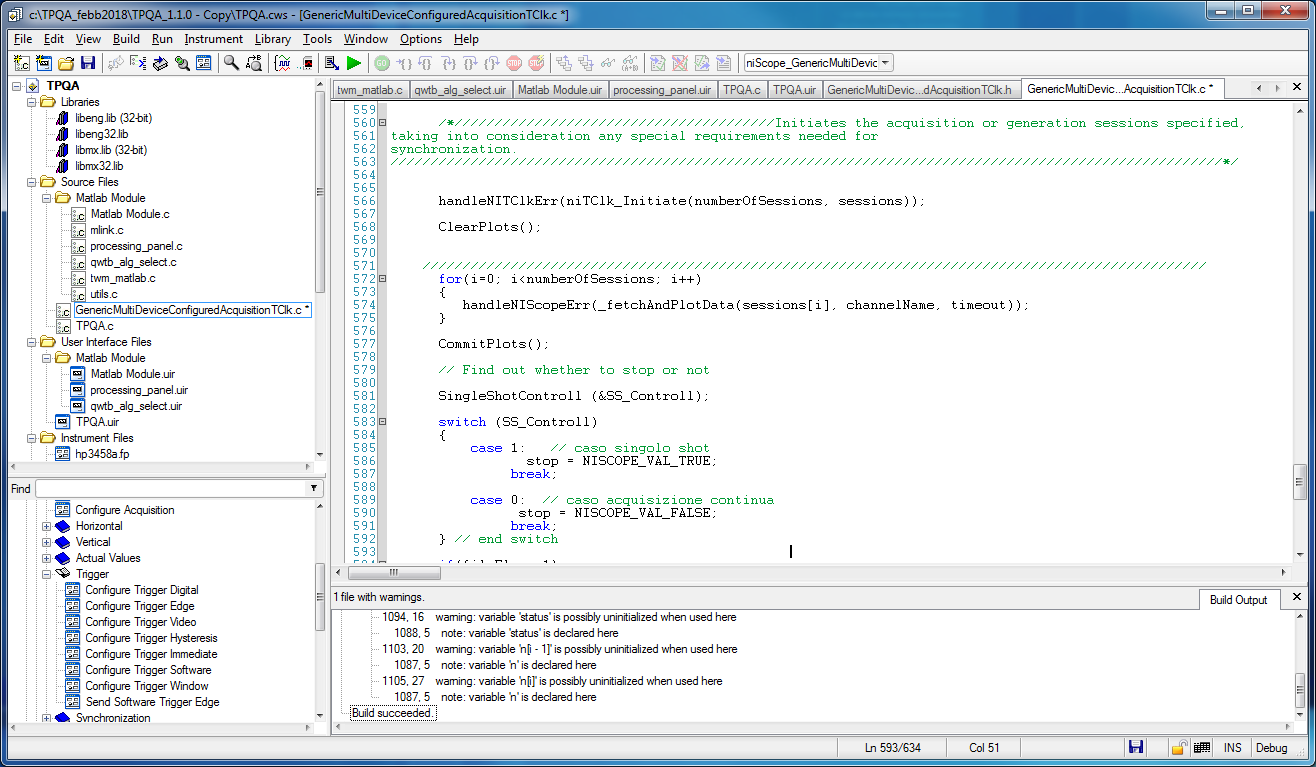 c:\TPQA_febb2018\TPQA_1.1.0 - Copy\TPQA.cws - [GenericMultiDeviceConfiguredAcquisitionTClk.c *]
File Edit View Build Run Instrument Library Tools Window Options Help
GO STOP STOP niScope_GenericMultiDevic
TPQA
Libraries
libeng.lib (32-bit)
libeng32.lib
libmx.lib (32-bit)
libmx32.lib
Source Files
Matlab Module
Matlab Module.c
mlink.c
processing_panel.c
qwtb_alg_select.c
twm_matlab.c
utils.c
GenericMultiDeviceConfiguredAcquisitionTClk.c *
TPQA.c
User Interface Files
Matlab Module
Matlab Module.uir
processing_panel.uir
qwtb_alg_select.uir
TPQA.uir
Instrument Files
hp3458a.fp
Find
Configure Acquisition
Horizontal
Vertical
Actual Values
Trigger
Configure Trigger Digital
Configure Trigger Edge
Configure Trigger Video
Configure Trigger Hysteresis
Configure Trigger Immediate
Configure Trigger Software
Configure Trigger Window
Send Software Trigger Edge
Synchronization
twm_matlab.c qwtb_alg_select.uir Matlab Module.uir processing_panel.uir TPQA.c TPQA.uir GenericMultiDevic...dAcquisitionTClk.h GenericMultiDevic...AcquisitionTClk.c *
559
560 /*////////////////////////////////////////Initiates the acquisition or generation sessions specified,
561 taking into consideration any special requirements needed for
562 synchronization.
563 ////////////////////////////////////////////////////////////////////////////////////////////////////////*/
564
565
566 handleNITClkErr(niTClk_Initiate(numberOfSessions, sessions));
567
568 ClearPlots();
569
570
571 //////////////////////////////////////////////////////////////////////////////////////////////////
572 for(i=0; i<numberOfSessions; i++)
573 {
574 handleNIScopeErr(_fetchAndPlotData(sessions[i], channelName, timeout));
575 }
576
577 CommitPlots();
578
579 // Find out whether to stop or not
580
581 SingleShotControll (&SS_Controll);
582
583 switch (SS_Controll)
584 {
585 case 1: // caso singolo shot
586 stop = NISCOPE_VAL_TRUE;
587 break;
588
589 case 0: // caso acquisizione continua
590 stop = NISCOPE_VAL_FALSE;
591 break;
592 } // end switch
593
1 file with warnings.
Build Output
1094, 16 warning: variable 'status' is possibly uninitialized when used here
1088, 5 note: variable 'status' is declared here
1103, 20 warning: variable 'n[i - 1]' is possibly uninitialized when used here
1087, 5 note: variable 'n' is declared here
1105, 27 warning: variable 'n[i]' is possibly uninitialized when used here
1087, 5 note: variable 'n' is declared here
Build succeeded.
Ln 593/634 Col 51 INS Debug